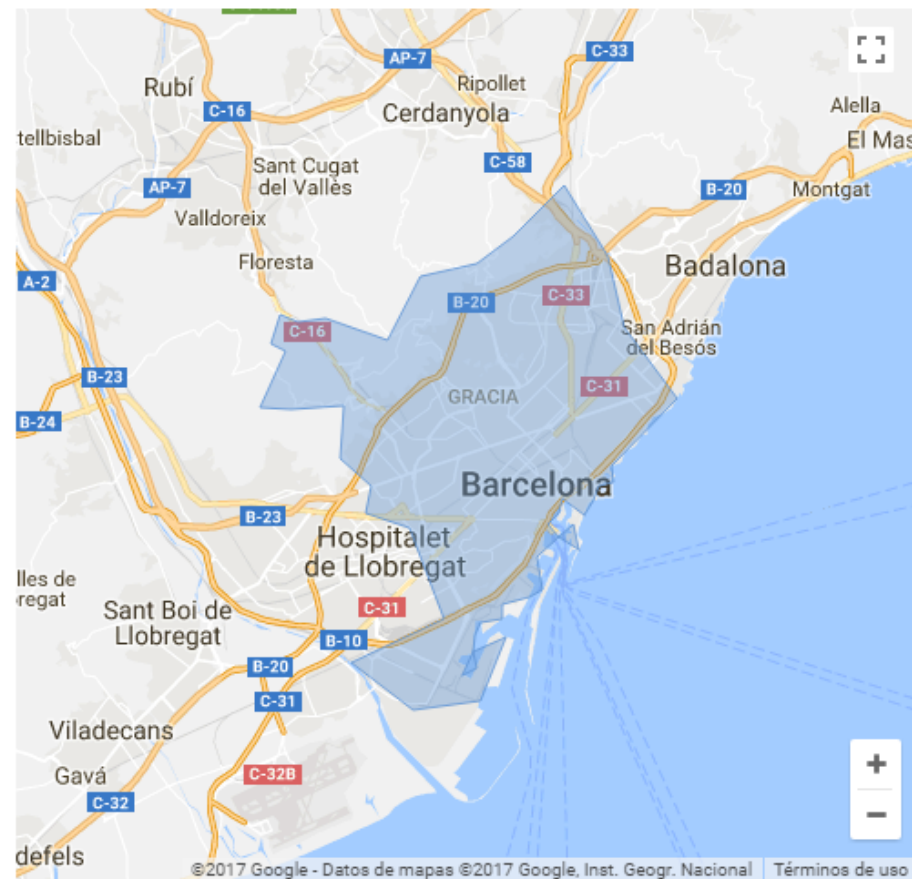 AP-7
C-33
Rubí
Ripollet
C-16
Cerdanyola
Alella
tellbisbal
El Mas
C-58
Sant Cugat
del Vallès
AP-7
B-20
Montgat
Valldoreix
Floresta
Badalona
A-2
B-20
C-33
C-16
San Adrián
del Besós
B-23
C-31
GRACIA
B-24
Barcelona
B-23
Hospitalet
de Llobregat
lles de
regat
Sant Boi de
Llobregat
C-31
B-10
B-20
C-31
Viladecans
Gavá
C-32B
C-32
defels
©2017 Google - Datos de mapas ©2017 Google, Inst. Geogr. Nacional
Términos de uso